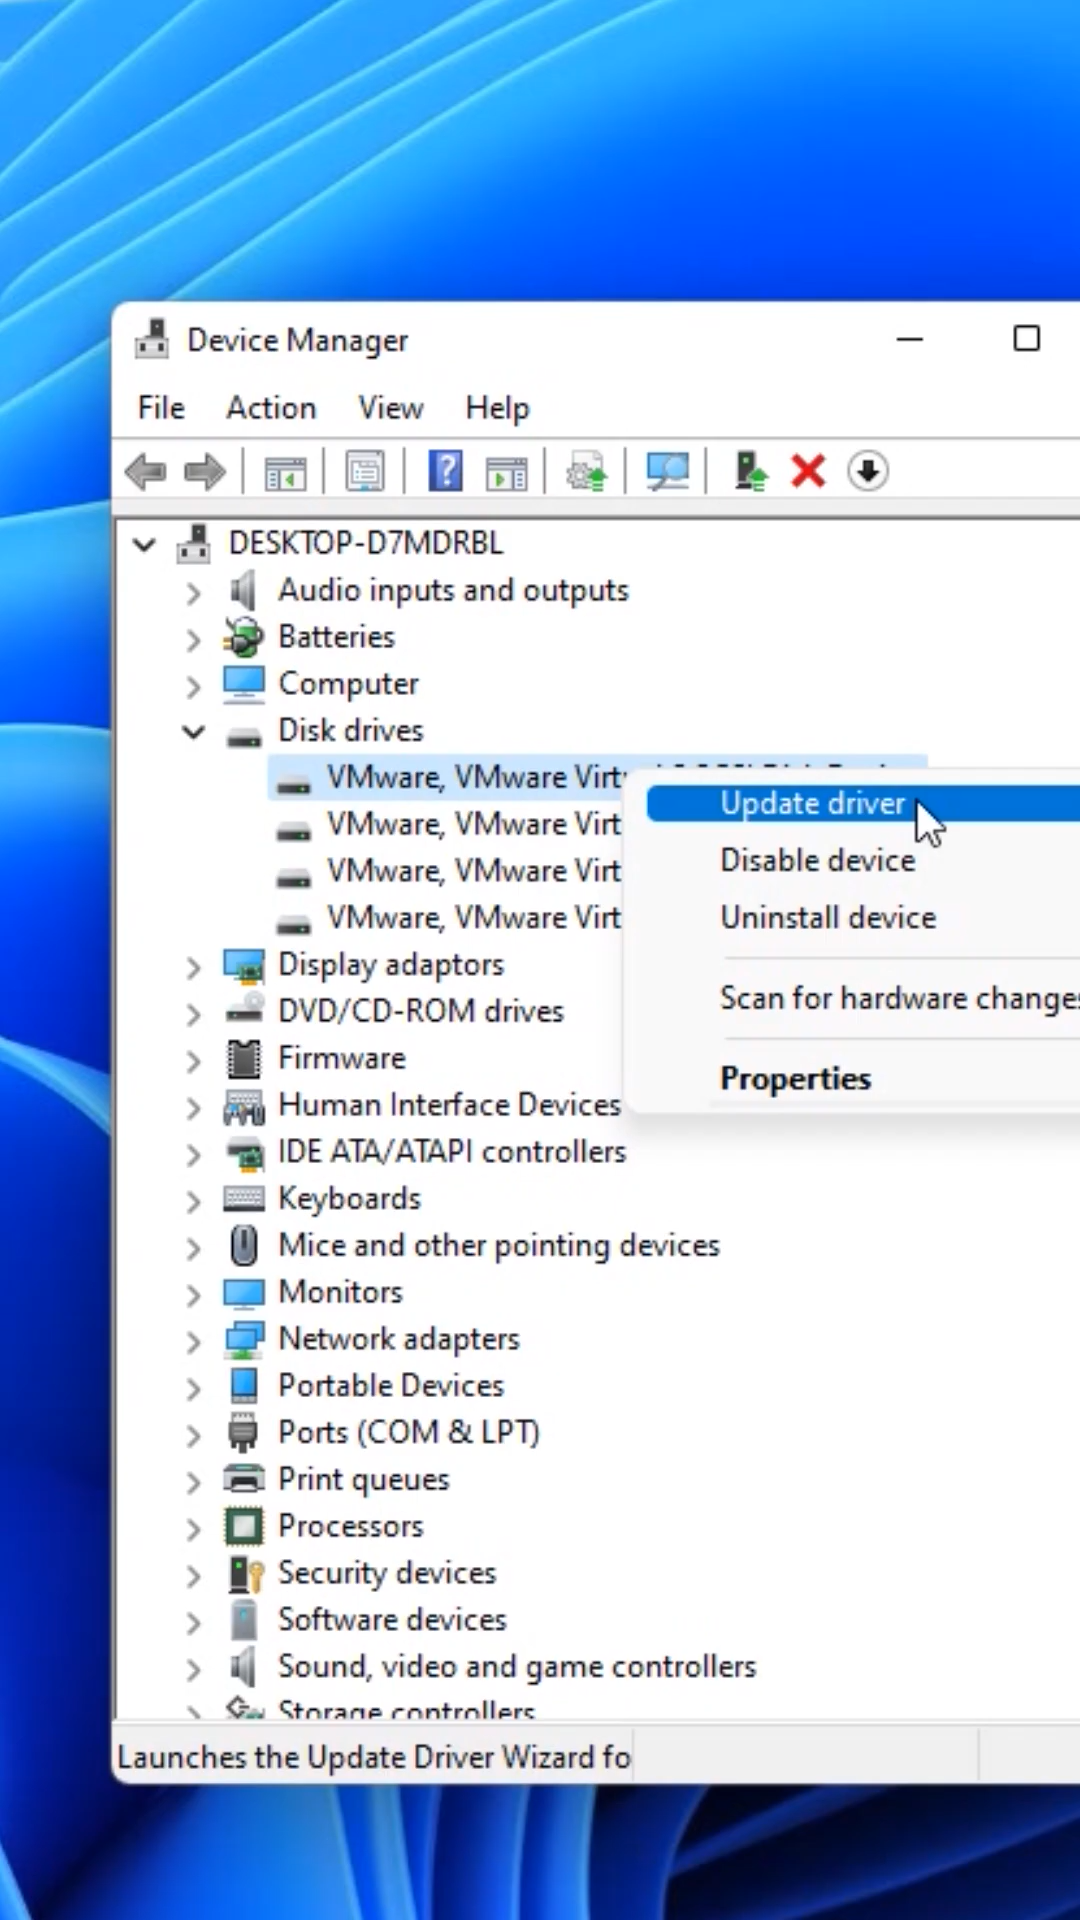 Device Manager
File Action View Help
DESKTOP-D7MDRBL
Audio inputs and outputs
Batteries
Computer
Disk drives
VMware, VMware
Update driver
VMware, VMware Virt
Disable device
VMware, VMware Virt
Uninstall device
VMware, VMware Virt
Display adaptors
Scan for hardware changes
DVD/CD-ROM drives
Firmware
Properties
Human Interface Devices
IDE ATA/ATAPI controllers
Keyboards
Mice and other pointing devices
Monitors
Network adapters
Portable Devices
Ports (COM & LPT)
Print queues
Processors
Security devices
Software devices
Sound, video and game controllers
Storage controllers
Launches the Update Driver Wizard fo